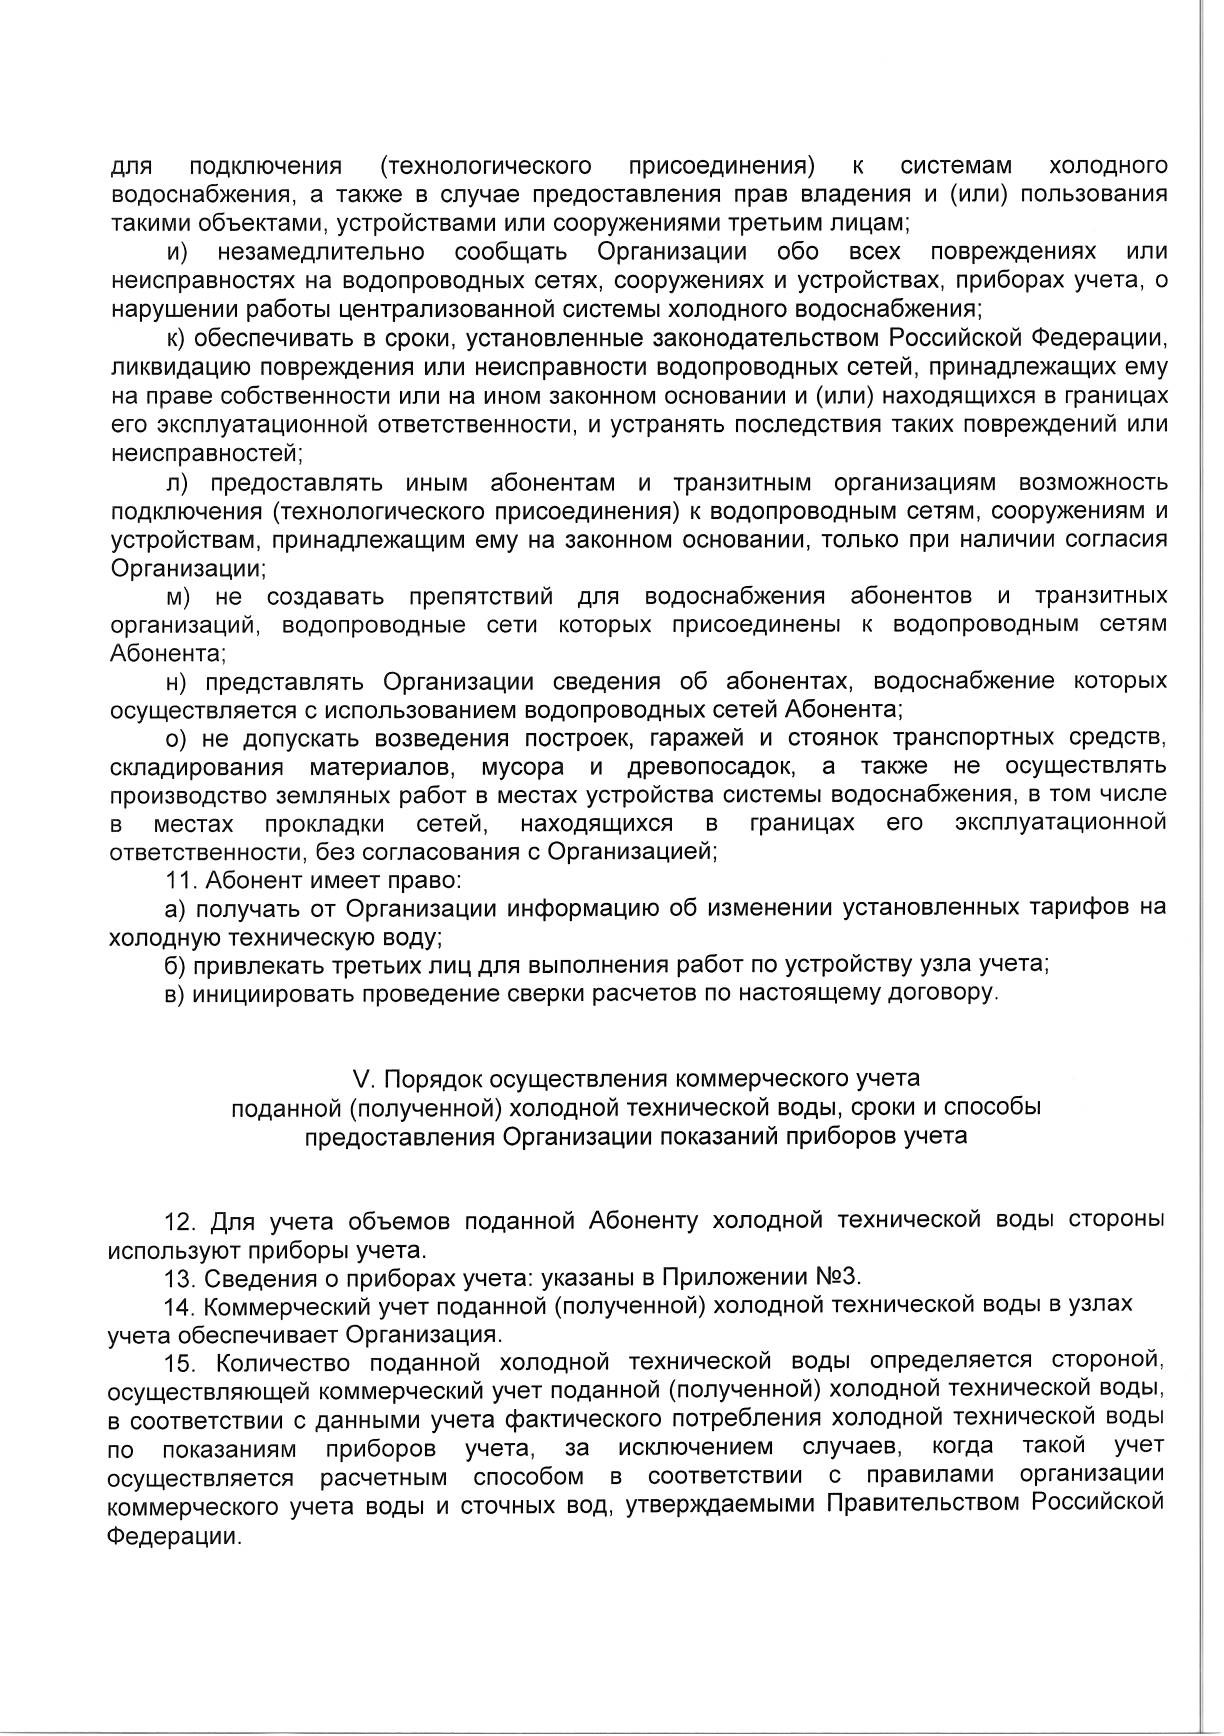 для подключения (технологического присоединения) к системам холодного
водоснабжения, а также в случае предоставления прав владения и (или) пользования
такими объектами, устройствами или сооружениями третьим лицам;
и) незамедлительно сообщать Организации обо всех повреждениях или
неисправностях на водопроводных сетях, сооружениях и устройствах, приборах учета, о
нарушении работы централизованной системы холодного водоснабжения;
к) обеспечивать в сроки, установленные законодательством Российской Федерации,
ликвидацию повреждения или неисправности водопроводных сетей, принадлежащих ему
на праве собственности или на ином законном основании и (или) находящихся в границах
его эксплуатационной ответственности, и устранять последствия таких повреждений или
неисправностей;
л) предоставлять иным абонентам и транзитным организациям возможность
подключения (технологического присоединения) к водопроводным сетям, сооружениям и
устройствам, принадлежащим ему на законном основании, только при наличии согласия
Организации;
м) не создавать препятствий для водоснабжения абонентов и транзитных
организаций, водопроводные сети которых присоединены к водопроводным сетям
Абонента;
н) представлять Организации сведения об абонентах, водоснабжение которых
осуществляется с использованием водопроводных сетей Абонента;
о) не допускать возведения построек, гаражей и стоянок транспортных средств,
складирования материалов, мусора и древопосадок, а также не осуществлять
производство земляных работ в местах устройства системы водоснабжения, в том числе
в местах прокладки сетей, находящихся в границах его эксплуатационной
ответственности, без согласования с Организацией;
11. Абонент имеет право:
а) получать от Организации информацию об изменении установленных тарифов на
холодную техническую воду;
б) привлекать третьих лиц для выполнения работ по устройству узла учета;
в) инициировать проведение сверки расчетов по настоящему договору.
V. Порядок осуществления коммерческого учета
поданной (полученной) холодной технической воды, сроки и способы
предоставления Организации показаний приборов учета
12. Для учета объемов поданной Абоненту холодной технической воды стороны
используют приборы учета.
13. Сведения о приборах учета: указаны в Приложении №3.
14. Коммерческий учет поданной (полученной) холодной технической воды в узлах
учета обеспечивает Организация.
15. Количество поданной холодной технической воды определяется стороной,
осуществляющей коммерческий учет поданной (полученной) холодной технической воды,
в соответствии с данными учета фактического потребления холодной технической воды
по показаниям приборов учета, за исключением случаев, когда такой учет
осуществляется расчетным способом в соответствии с правилами организации
коммерческого учета воды и сточных вод, утверждаемыми Правительством Российской
Федерации.